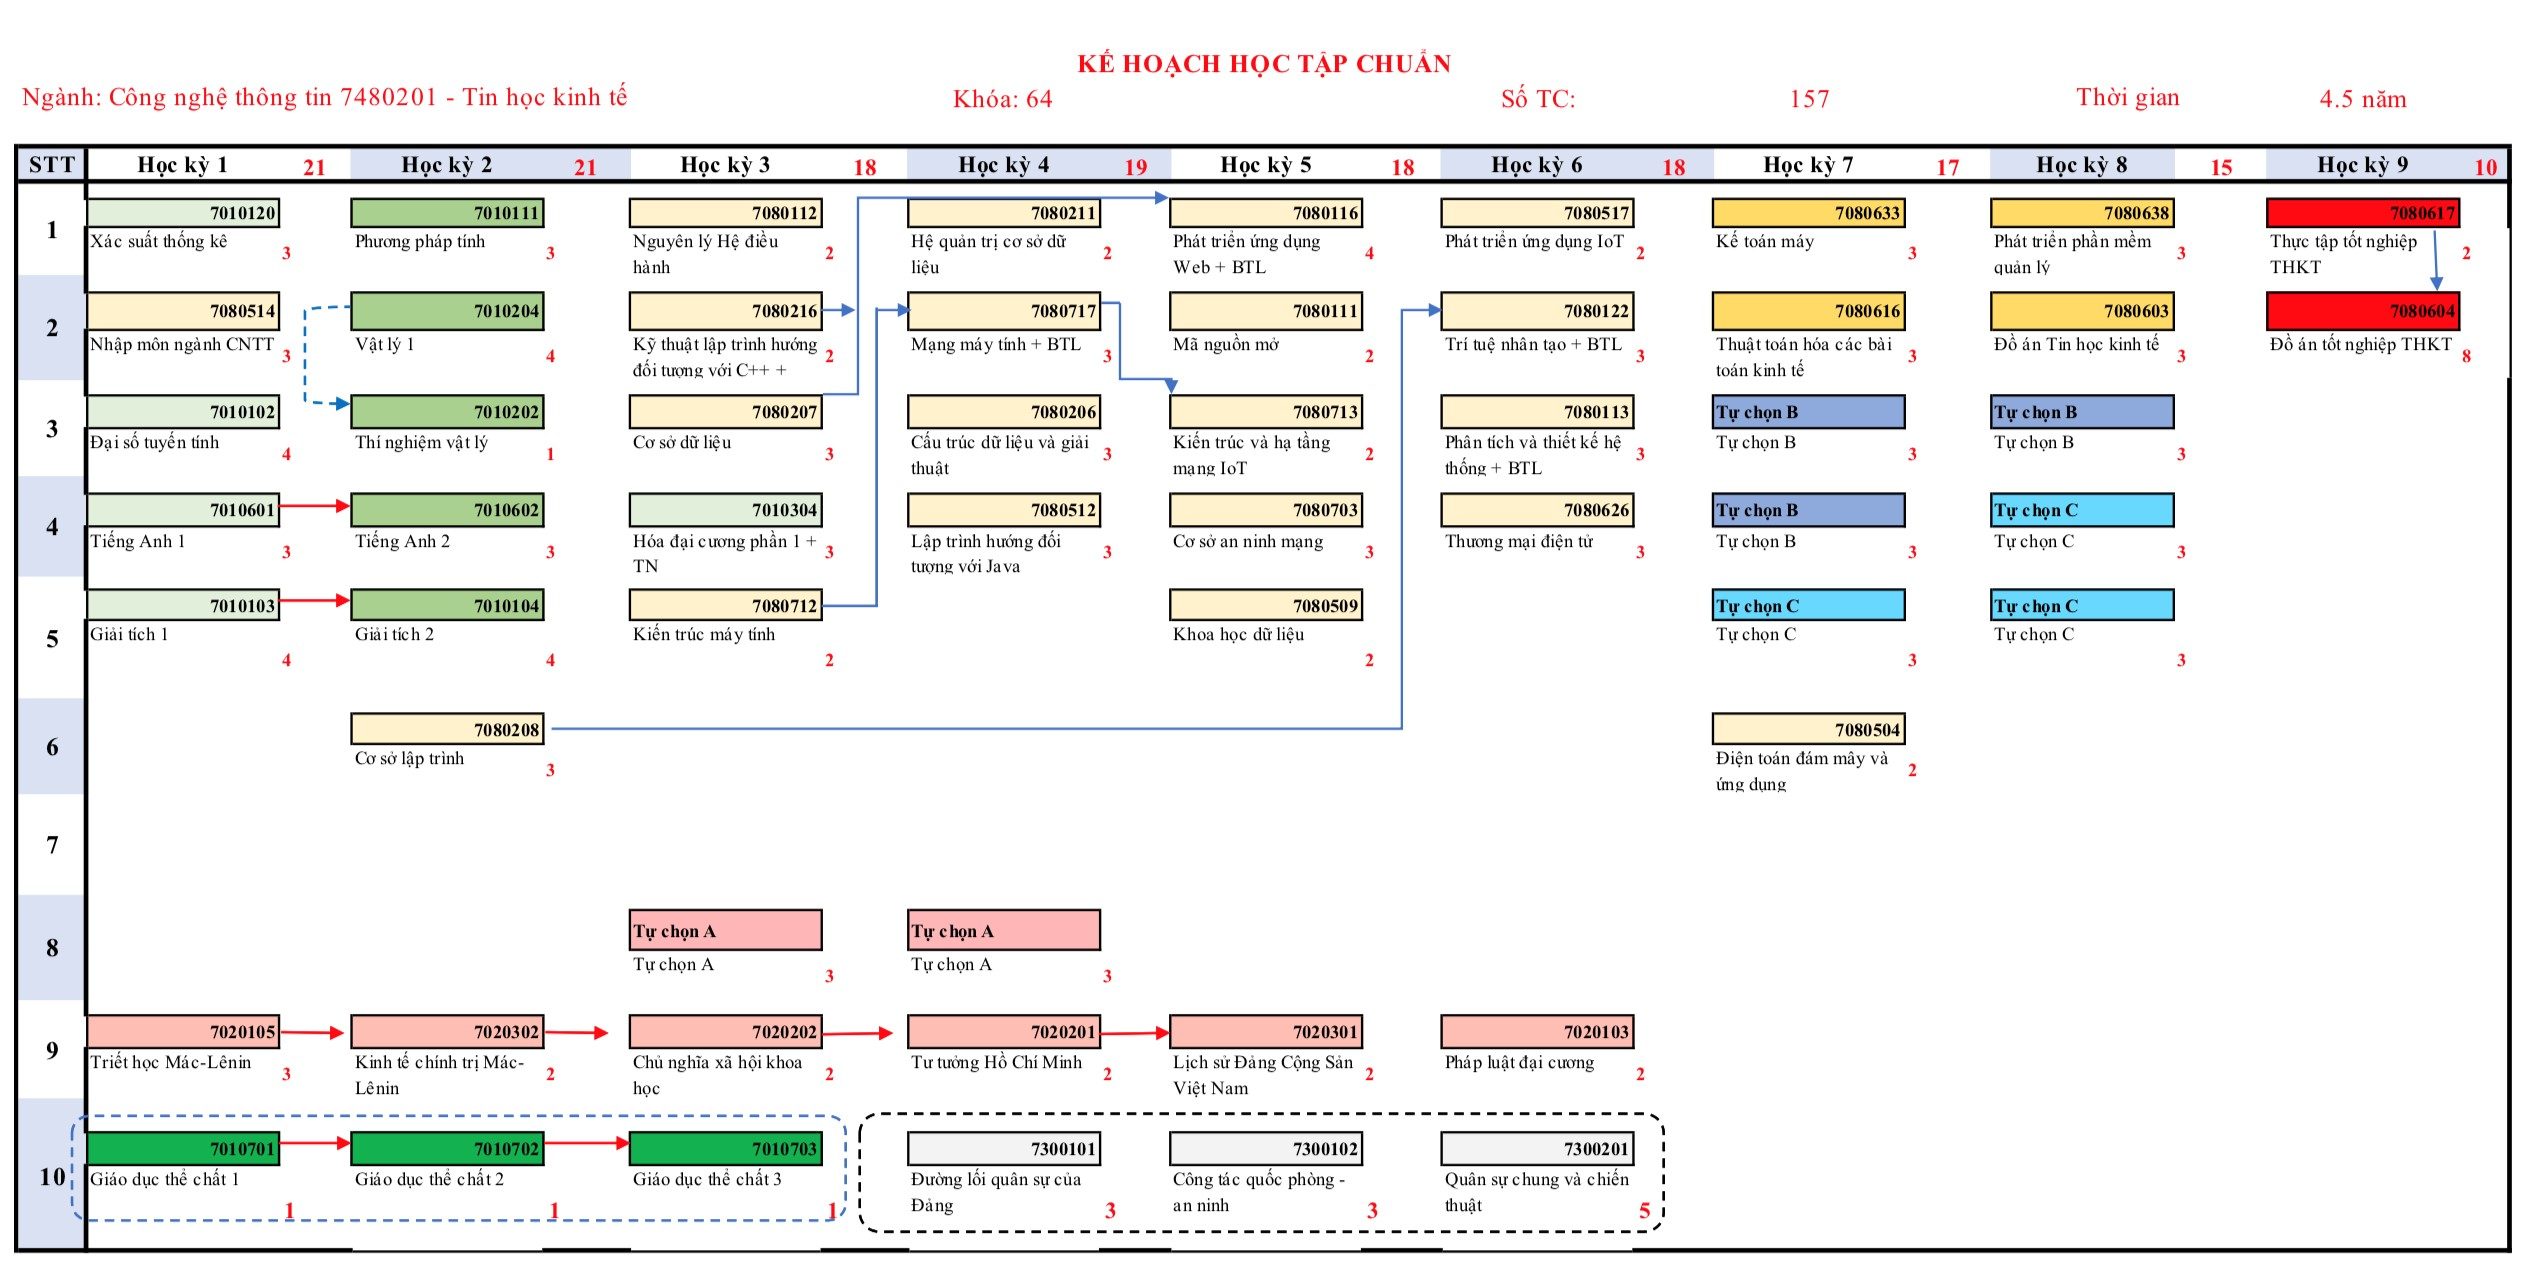 KẾ HOẠCH HỌC TẬP CHUẨN
Ngành: Công nghệ thông tin 7480201 - Tin học kinh tế Khóa: 64 Số TC: 157 Thời gian 4.5 năm
STT Học kỳ 1 21 Học kỳ 2 21 Học kỳ 3 18 Học kỳ 4 19 Học kỳ 5 18 Học kỳ 6 18 Học kỳ 7 17 Học kỳ 8 15 Học kỳ 9 10
1
7010120
Xác suất thống kê
3
7010111
Phương pháp tính
3
7080112
Nguyên lý Hệ điều
hành
2
7080211
Hệ quản trị cơ sở dữ
liệu
2
7080116
Phát triển ứng dụng
Web + BTL
4
7080517
Phát triển ứng dụng IoT
2
7080633
Kế toán máy
3
7080638
Phát triển phần mềm
quản lý
3
7080617
Thực tập tốt nghiệp
THKT
2
2
7080514
Nhập môn ngành CNTT
3
7010204
Vật lý 1
4
7080216
Kỹ thuật lập trình hướng
đối tượng với C++ +
2
7080717
Mạng máy tính + BTL
3
7080111
Mã nguồn mở
2
7080122
Trí tuệ nhân tạo + BTL
3
7080616
Thuật toán hóa các bài
toán kinh tế
3
7080603
Đồ án Tin học kinh tế
3
7080604
Đồ án tốt nghiệp THKT
8
3
7010102
Đại số tuyến tính
4
7010202
Thí nghiệm vật lý
1
7080207
Cơ sở dữ liệu
3
7080206
Cấu trúc dữ liệu và giải
thuật
3
7080713
Kiến trúc và hạ tầng
mạng IoT
2
7080113
Phân tích và thiết kế hệ
thống + BTL
3
Tự chọn B
Tự chọn B
3
Tự chọn B
Tự chọn B
3
4
7010601
Tiếng Anh 1
3
7010602
Tiếng Anh 2
3
7010304
Hóa đại cương phần 1 +
TN
3
7080512
Lập trình hướng đối
tượng với Java
3
7080703
Cơ sở an ninh mạng
3
7080626
Thương mại điện tử
3
Tự chọn B
Tự chọn B
3
Tự chọn C
Tự chọn C
3
5
7010103
Giải tích 1
4
7010104
Giải tích 2
4
7080712
Kiến trúc máy tính
2
7080509
Khoa học dữ liệu
2
Tự chọn C
Tự chọn C
3
Tự chọn C
Tự chọn C
3
6
7080208
Cơ sở lập trình
3
7080504
Điện toán đám mây và
ứng dụng
2
7
8
Tự chọn A
Tự chọn A
3
Tự chọn A
Tự chọn A
3
9
7020105
Triết học Mác-Lênin
3
7020302
Kinh tế chính trị Mác-
Lênin
2
7020202
Chủ nghĩa xã hội khoa
học
2
7020201
Tư tưởng Hồ Chí Minh
2
7020301
Lịch sử Đảng Cộng Sản
Việt Nam
2
7020103
Pháp luật đại cương
2
10
7010701
Giáo dục thể chất 1
1
7010702
Giáo dục thể chất 2
1
7010703
Giáo dục thể chất 3
1
7300101
Đường lối quân sự của
Đảng
3
7300102
Công tác quốc phòng -
an ninh
3
7300201
Quân sự chung và chiến
thuật
5